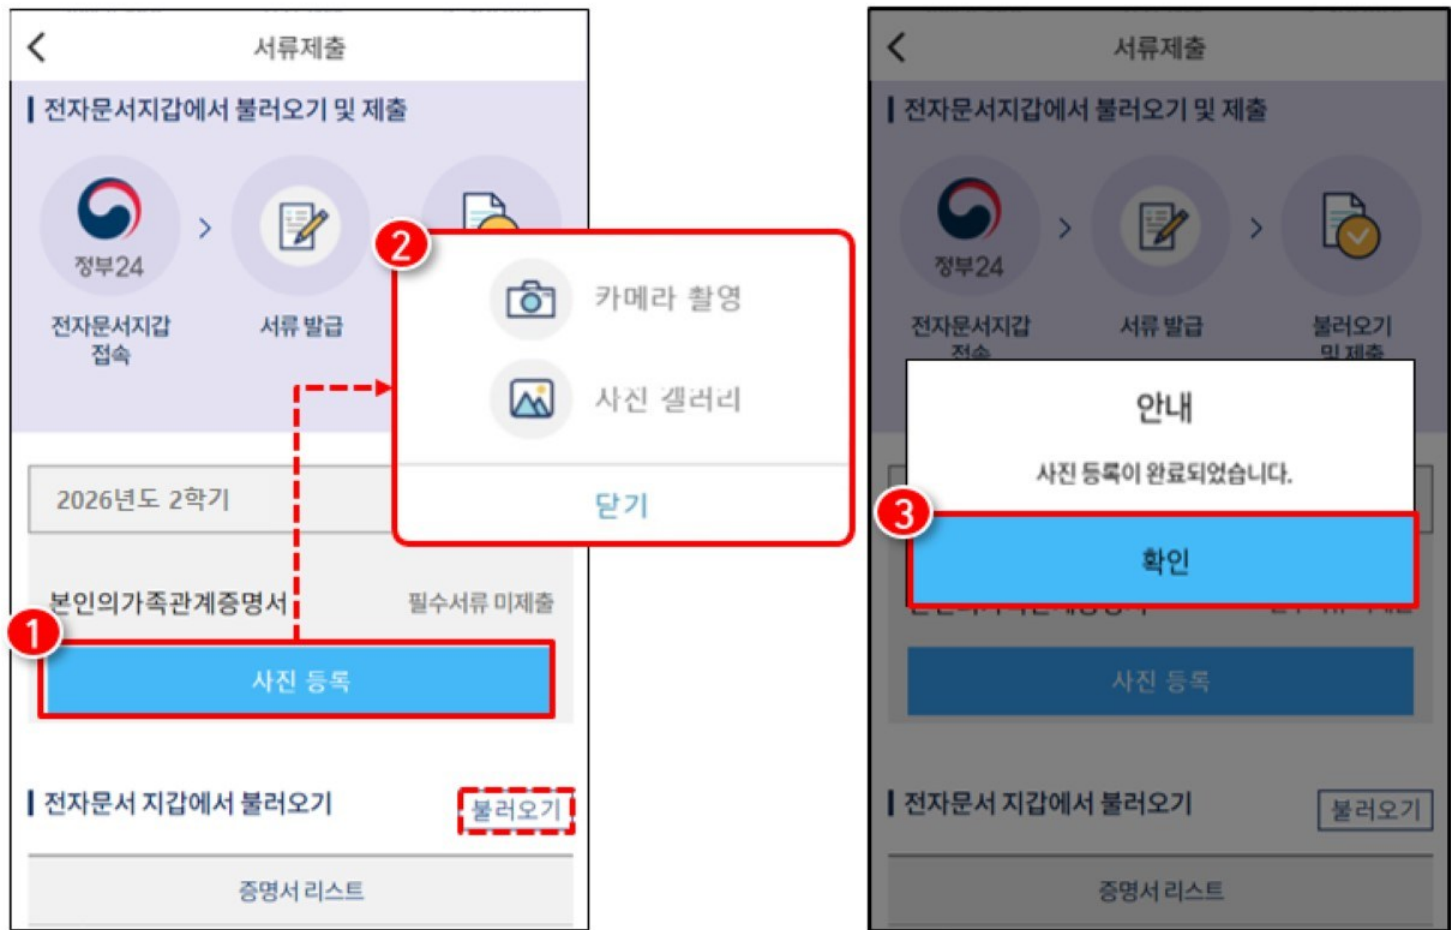 서류제출
전자문서지갑에서 불러오기 및 제출
정부24
전자문서지갑
접속
서류 발급
2
카메라 촬영
사진 갤러리
닫기
2026년도 2학기
본인의가족관계증명서
필수서류 미제출
1
사진 등록
전자문서 지갑에서 불러오기
불러오기
증명서 리스트
서류제출
전자문서지갑에서 불러오기 및 제출
정부24
전자문서지갑
접속
서류 발급
불러오기
및 제출
안내
사진 등록이 완료되었습니다.
3
확인
사진 등록
전자문서 지갑에서 불러오기
불러오기
증명서 리스트